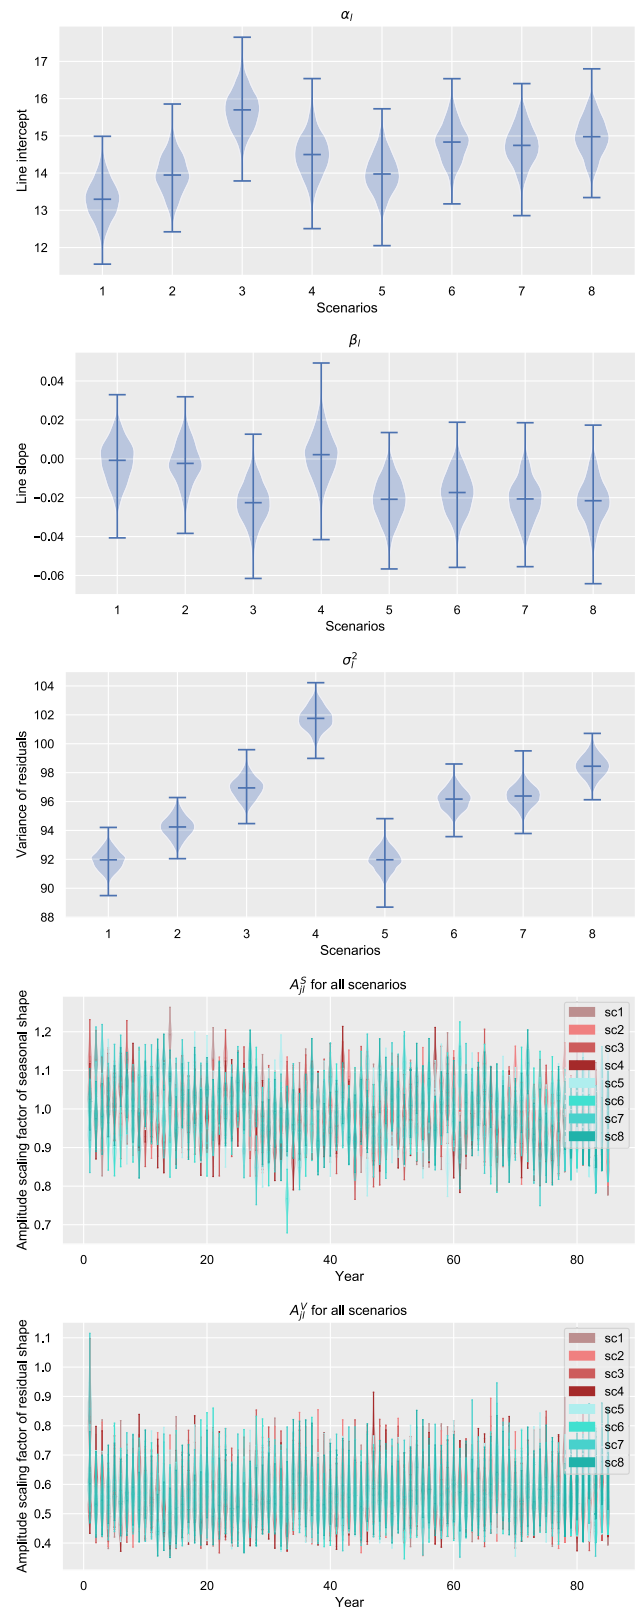 α_l
Line intercept
17
16
15
14
13
12
1 2 3 4 5 6 7 8
Scenarios
β_l
Line slope
0.04
0.02
0.00
−0.02
−0.04
−0.06
1 2 3 4 5 6 7 8
Scenarios
σ_l^2
Variance of residuals
104
102
100
98
96
94
92
90
88
1 2 3 4 5 6 7 8
Scenarios
A_{jl}^S for all scenarios
Amplitude scaling factor of seasonal shape
1.2
1.1
1.0
0.9
0.8
0.7
sc1
sc2
sc3
sc4
sc5
sc6
sc7
sc8
0 20 40 60 80
Year
A_{jl}^V for all scenarios
Amplitude scaling factor of residual shape
1.1
1.0
0.9
0.8
0.7
0.6
0.5
0.4
sc1
sc2
sc3
sc4
sc5
sc6
sc7
sc8
0 20 40 60 80
Year